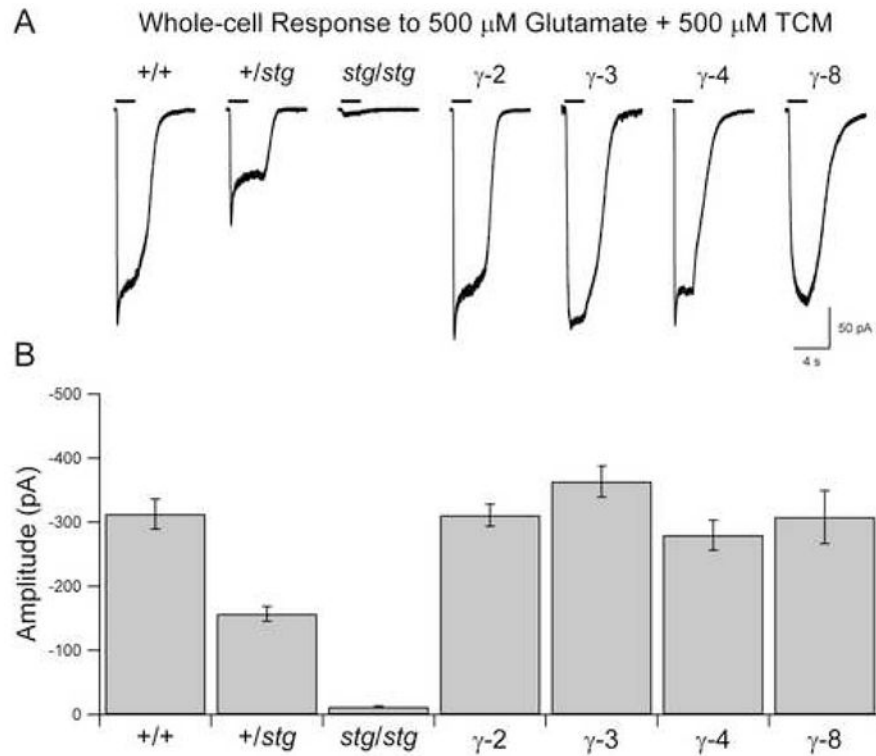 A
Whole-cell Response to 500 μM Glutamate + 500 μM TCM
+/+ +/stg stg/stg γ-2 γ-3 γ-4 γ-8
50 pA
4 s
B
-500
-400
-300
-200
-100
0
Amplitude (pA)
+/+ +/stg stg/stg γ-2 γ-3 γ-4 γ-8